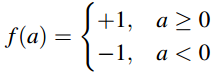 f(a) = { +1, a ≥ 0
−1, a < 0